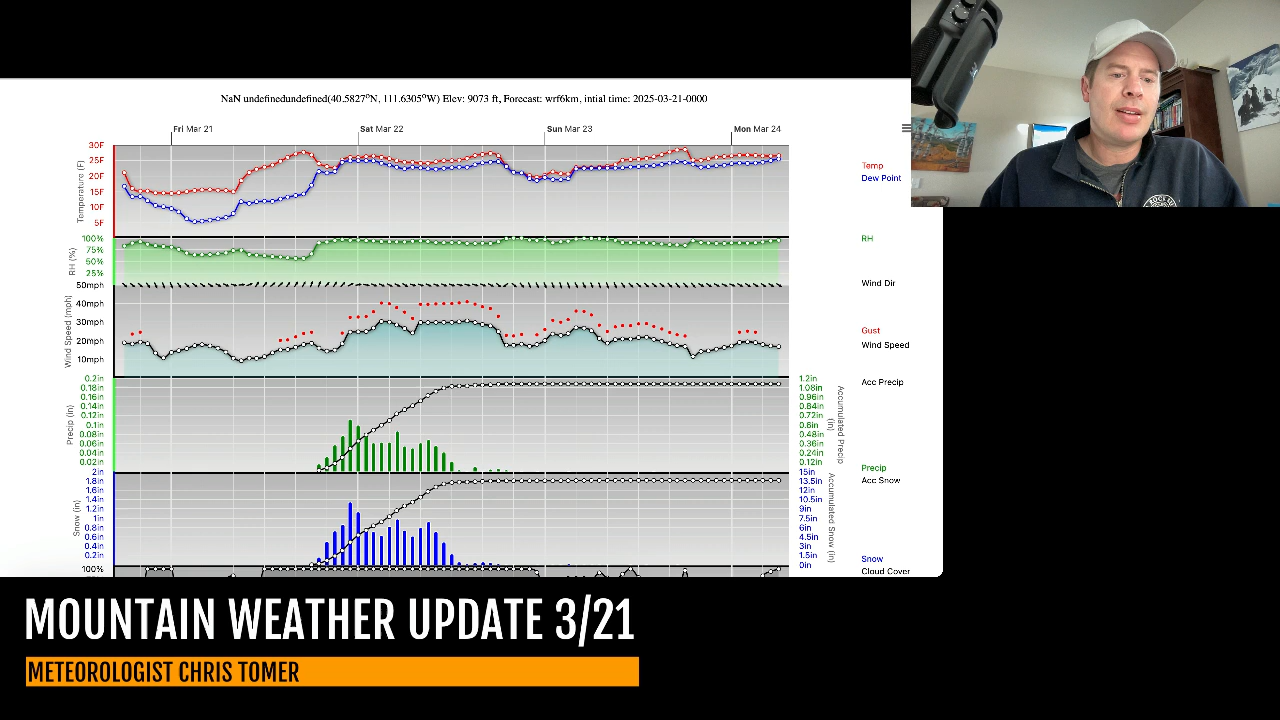 NaN undefinedundefined(40.5827°N, 111.6305°W) Elev: 9073 ft, Forecast: wrf6km, intial time: 2025-03-21-0000
Fri Mar 21
Sat Mar 22
Sun Mar 23
Mon Mar 24
Temperature (F)
30F
25F
20F
15F
10F
5F
Temp
Dew Point
RH (%)
100%
75%
50%
25%
RH
Wind Dir
Wind Speed (mph)
50mph
40mph
30mph
20mph
10mph
Gust
Wind Speed
Precip (in)
0.2in
0.18in
0.16in
0.14in
0.12in
0.1in
0.08in
0.06in
0.04in
0.02in
1.2in
1.08in
0.96in
0.84in
0.72in
0.6in
0.48in
0.36in
0.24in
0.12in
Accumulated Precip (in)
Acc Precip
Precip
Snow (in)
2in
1.8in
1.6in
1.4in
1.2in
1in
0.8in
0.6in
0.4in
0.2in
15in
13.5in
12in
10.5in
9in
7.5in
6in
4.5in
3in
1.5in
0in
Accumulated Snow (in)
Acc Snow
Snow
100%
Cloud Cover
MOUNTAIN WEATHER UPDATE 3/21
METEOROLOGIST CHRIS TOMER